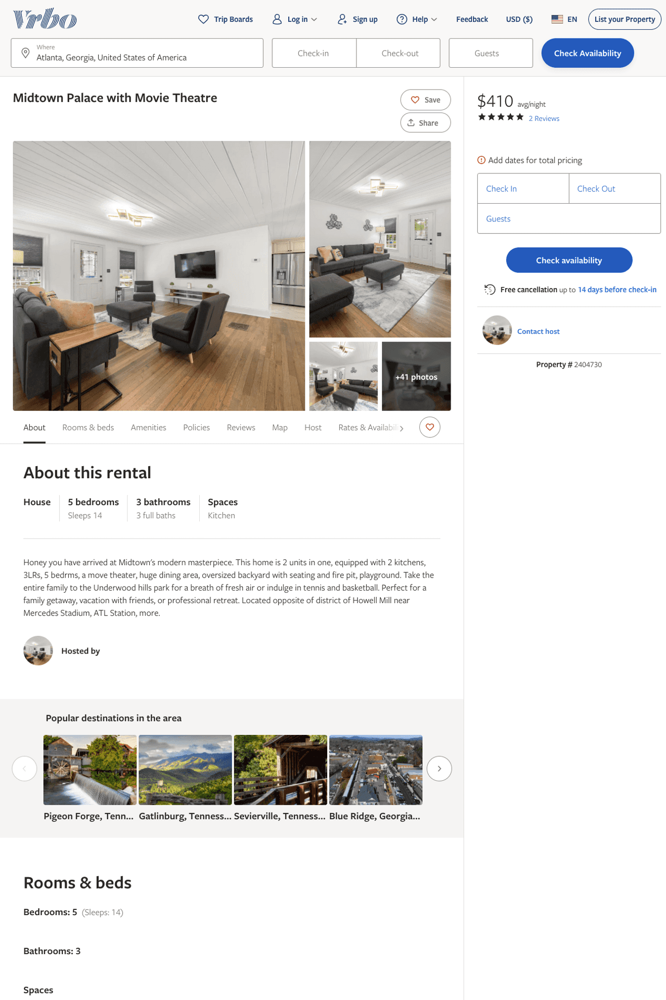 Vrbo
Trip Boards
Log in
Sign up
Help
Feedback
USD ($)
EN
List your Property
Where
Atlanta, Georgia, United States of America
Check-in
Check-out
Guests
Check Availability
Midtown Palace with Movie Theatre
Save
Share
$410 avg/night
2 Reviews
Add dates for total pricing
Check In
Check Out
Guests
Check availability
Free cancellation up to 14 days before check-in
Contact host
Property # 2404730
+41 photos
About
Rooms & beds
Amenities
Policies
Reviews
Map
Host
Rates & Availabili
About this rental
House
5 bedrooms
Sleeps 14
3 bathrooms
3 full baths
Spaces
Kitchen
Honey you have arrived at Midtown's modern masterpiece. This home is 2 units in one, equipped with 2 kitchens,
3LRs, 5 bedrms, a move theater, huge dining area, oversized backyard with seating and fire pit, playground. Take the
entire family to the Underwood hills park for a breath of fresh air or indulge in tennis and basketball. Perfect for a
family getaway, vacation with friends, or professional retreat. Located opposite of district of Howell Mill near
Mercedes Stadium, ATL Station, more.
Hosted by
Popular destinations in the area
Pigeon Forge, Tenn...
Gatlinburg, Tenness...
Sevierville, Tenness...
Blue Ridge, Georgia...
Rooms & beds
Bedrooms: 5 (Sleeps: 14)
Bathrooms: 3
Spaces